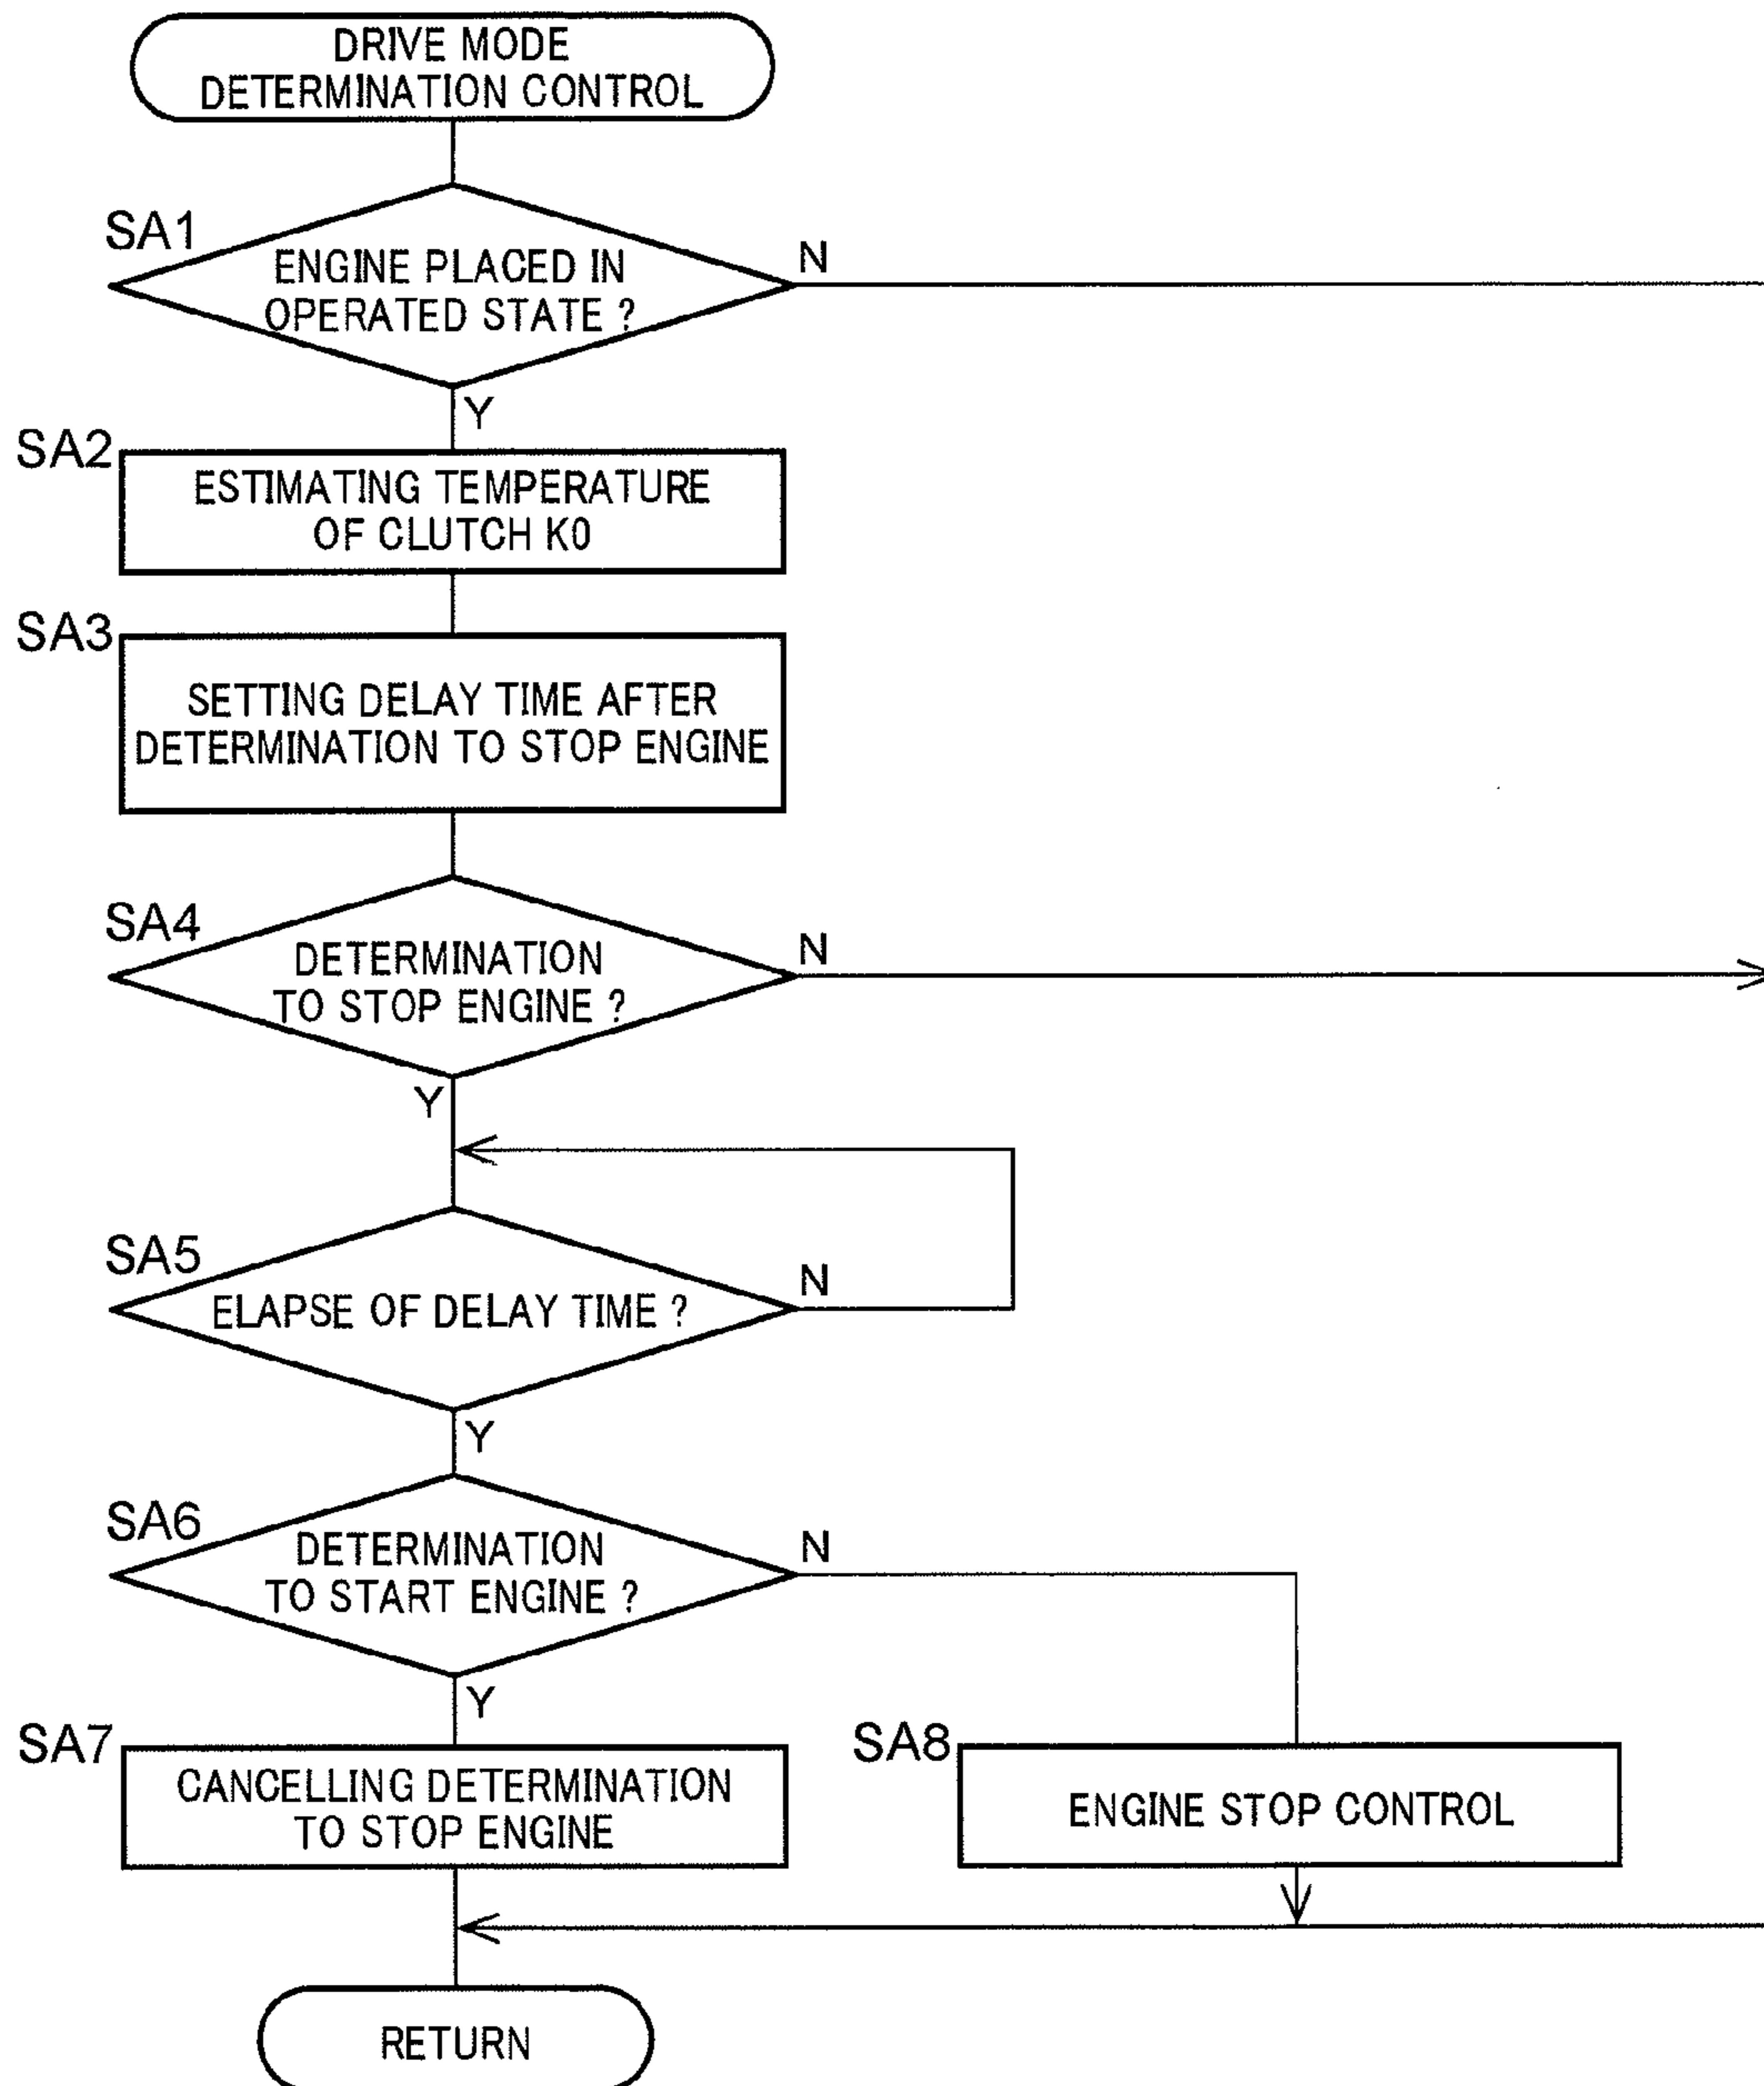 DRIVE MODE
DETERMINATION CONTROL
SA1
ENGINE PLACED IN
OPERATED STATE ?
N
Y
SA2
ESTIMATING TEMPERATURE
OF CLUTCH K0
SA3
SETTING DELAY TIME AFTER
DETERMINATION TO STOP ENGINE
SA4
DETERMINATION
TO STOP ENGINE ?
N
Y
SA5
ELAPSE OF DELAY TIME ?
N
Y
SA6
DETERMINATION
TO START ENGINE ?
N
Y
SA7
CANCELLING DETERMINATION
TO STOP ENGINE
SA8
ENGINE STOP CONTROL
RETURN